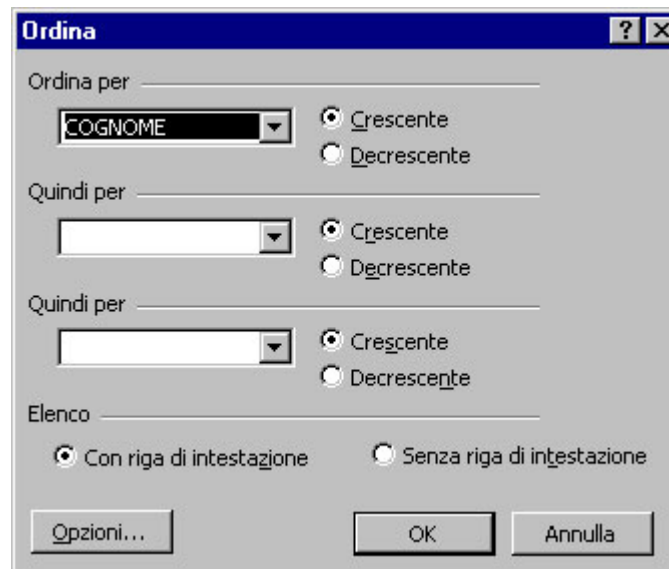 Ordina
Ordina per
COGNOME
Crescente
Decrescente
Quindi per
Crescente
Decrescente
Quindi per
Crescente
Decrescente
Elenco
Con riga di intestazione
Senza riga di intestazione
Opzioni...
OK
Annulla